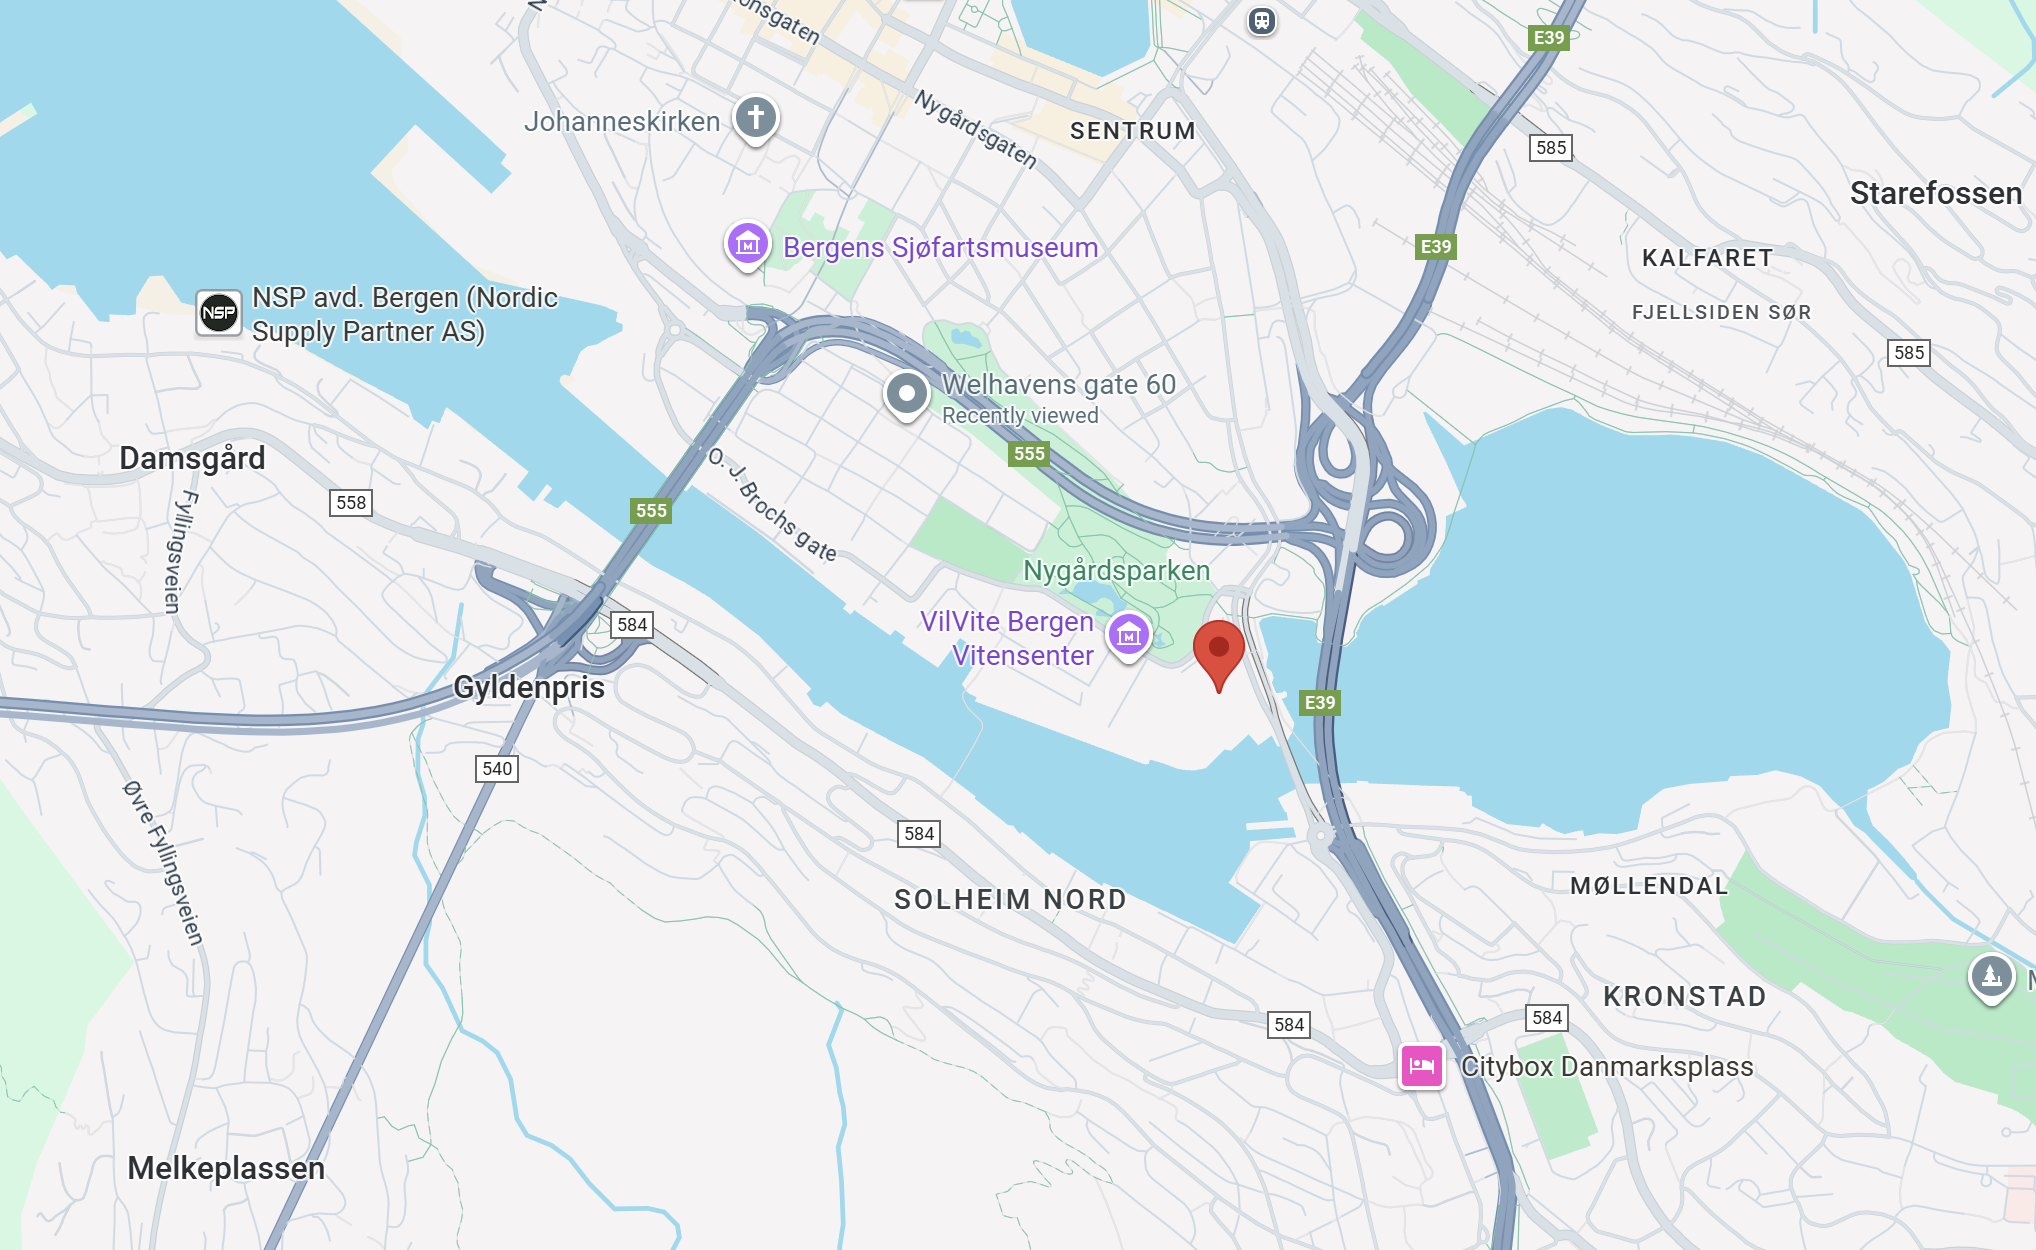 onsgaten
E39
Johanneskirken
Nygårdsgaten
SENTRUM
585
Starefossen
Bergens Sjøfartsmuseum
E39
KALFARET
NSP
NSP avd. Bergen (Nordic
Supply Partner AS)
FJELLSIDEN SØR
585
Welhavens gate 60
Recently viewed
Damsgård
555
O. J. Brochs gate
558
555
Fyllingsveien
Nygårdsparken
584
VilVite Bergen
Vitensenter
Gyldenpris
E39
540
Øvre Fyllingsveien
584
SOLHEIM NORD
MØLLENDAL
KRONSTAD
584
584
Citybox Danmarksplass
Melkeplassen